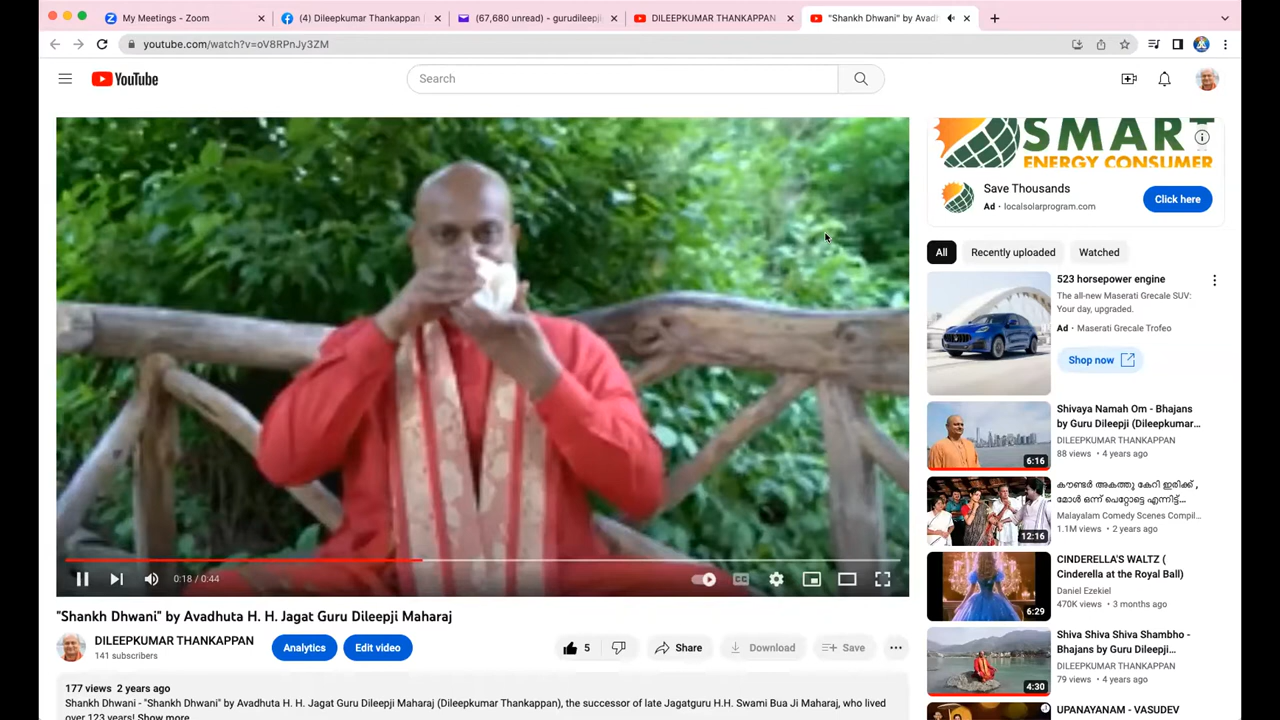 My Meetings - Zoom
(4) Dileepkumar Thankappan
(67,680 unread) - gurudileepj
DILEEPKUMAR THANKAPPAN
"Shankh Dhwani" by Avad
youtube.com/watch?v=oV8RPnJy3ZM
YouTube
Search
SMART
ENERGY CONSUMER
Save Thousands
Ad · localsolarprogram.com
Click here
All
Recently uploaded
Watched
523 horsepower engine
The all-new Maserati Grecale SUV:
Your day, upgraded.
Ad · Maserati Grecale Trofeo
Shop now
Shivaya Namah Om - Bhajans
by Guru Dileepji (Dileepkumar...
DILEEPKUMAR THANKAPPAN
88 views · 4 years ago
6:16
കൗണ്ടർ അകത്തു കേറി ഇരിക്ക് ,
മോൾ ഒന്ന് പെറ്റോട്ടെ എന്നിട്ട്...
Malayalam Comedy Scenes Compil...
1.1M views · 2 years ago
12:16
CINDERELLA'S WALTZ (
Cinderella at the Royal Ball)
Daniel Ezekiel
470K views · 3 months ago
6:29
Shiva Shiva Shiva Shambho -
Bhajans by Guru Dileepji...
DILEEPKUMAR THANKAPPAN
79 views · 4 years ago
4:30
UPANAYANAM - VASUDEV
0:18 / 0:44
CC
"Shankh Dhwani" by Avadhuta H. H. Jagat Guru Dileepji Maharaj
DILEEPKUMAR THANKAPPAN
141 subscribers
Analytics
Edit video
5
Share
Download
Save
177 views 2 years ago
Shankh Dhwani - "Shankh Dhwani" by Avadhuta H. H. Jagat Guru Dileepji Maharaj (Dileepkumar Thankappan), the successor of late Jagatguru H.H. Swami Bua Ji Maharaj, who lived
over 123 years! Show more